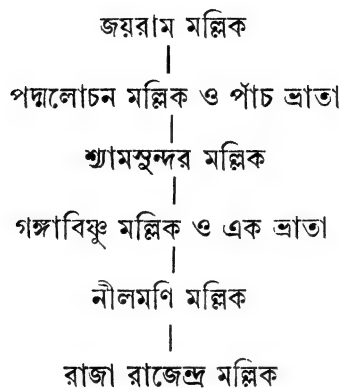 জয়রাম মল্লিক
পদ্মলোচন মল্লিক ও পাঁচ ভ্রাতা
শ্যামসুন্দর মল্লিক
গঙ্গাবিষ্ণু মল্লিক ও এক ভ্রাতা
নীলমণি মল্লিক
রাজা রাজেন্দ্র মল্লিক